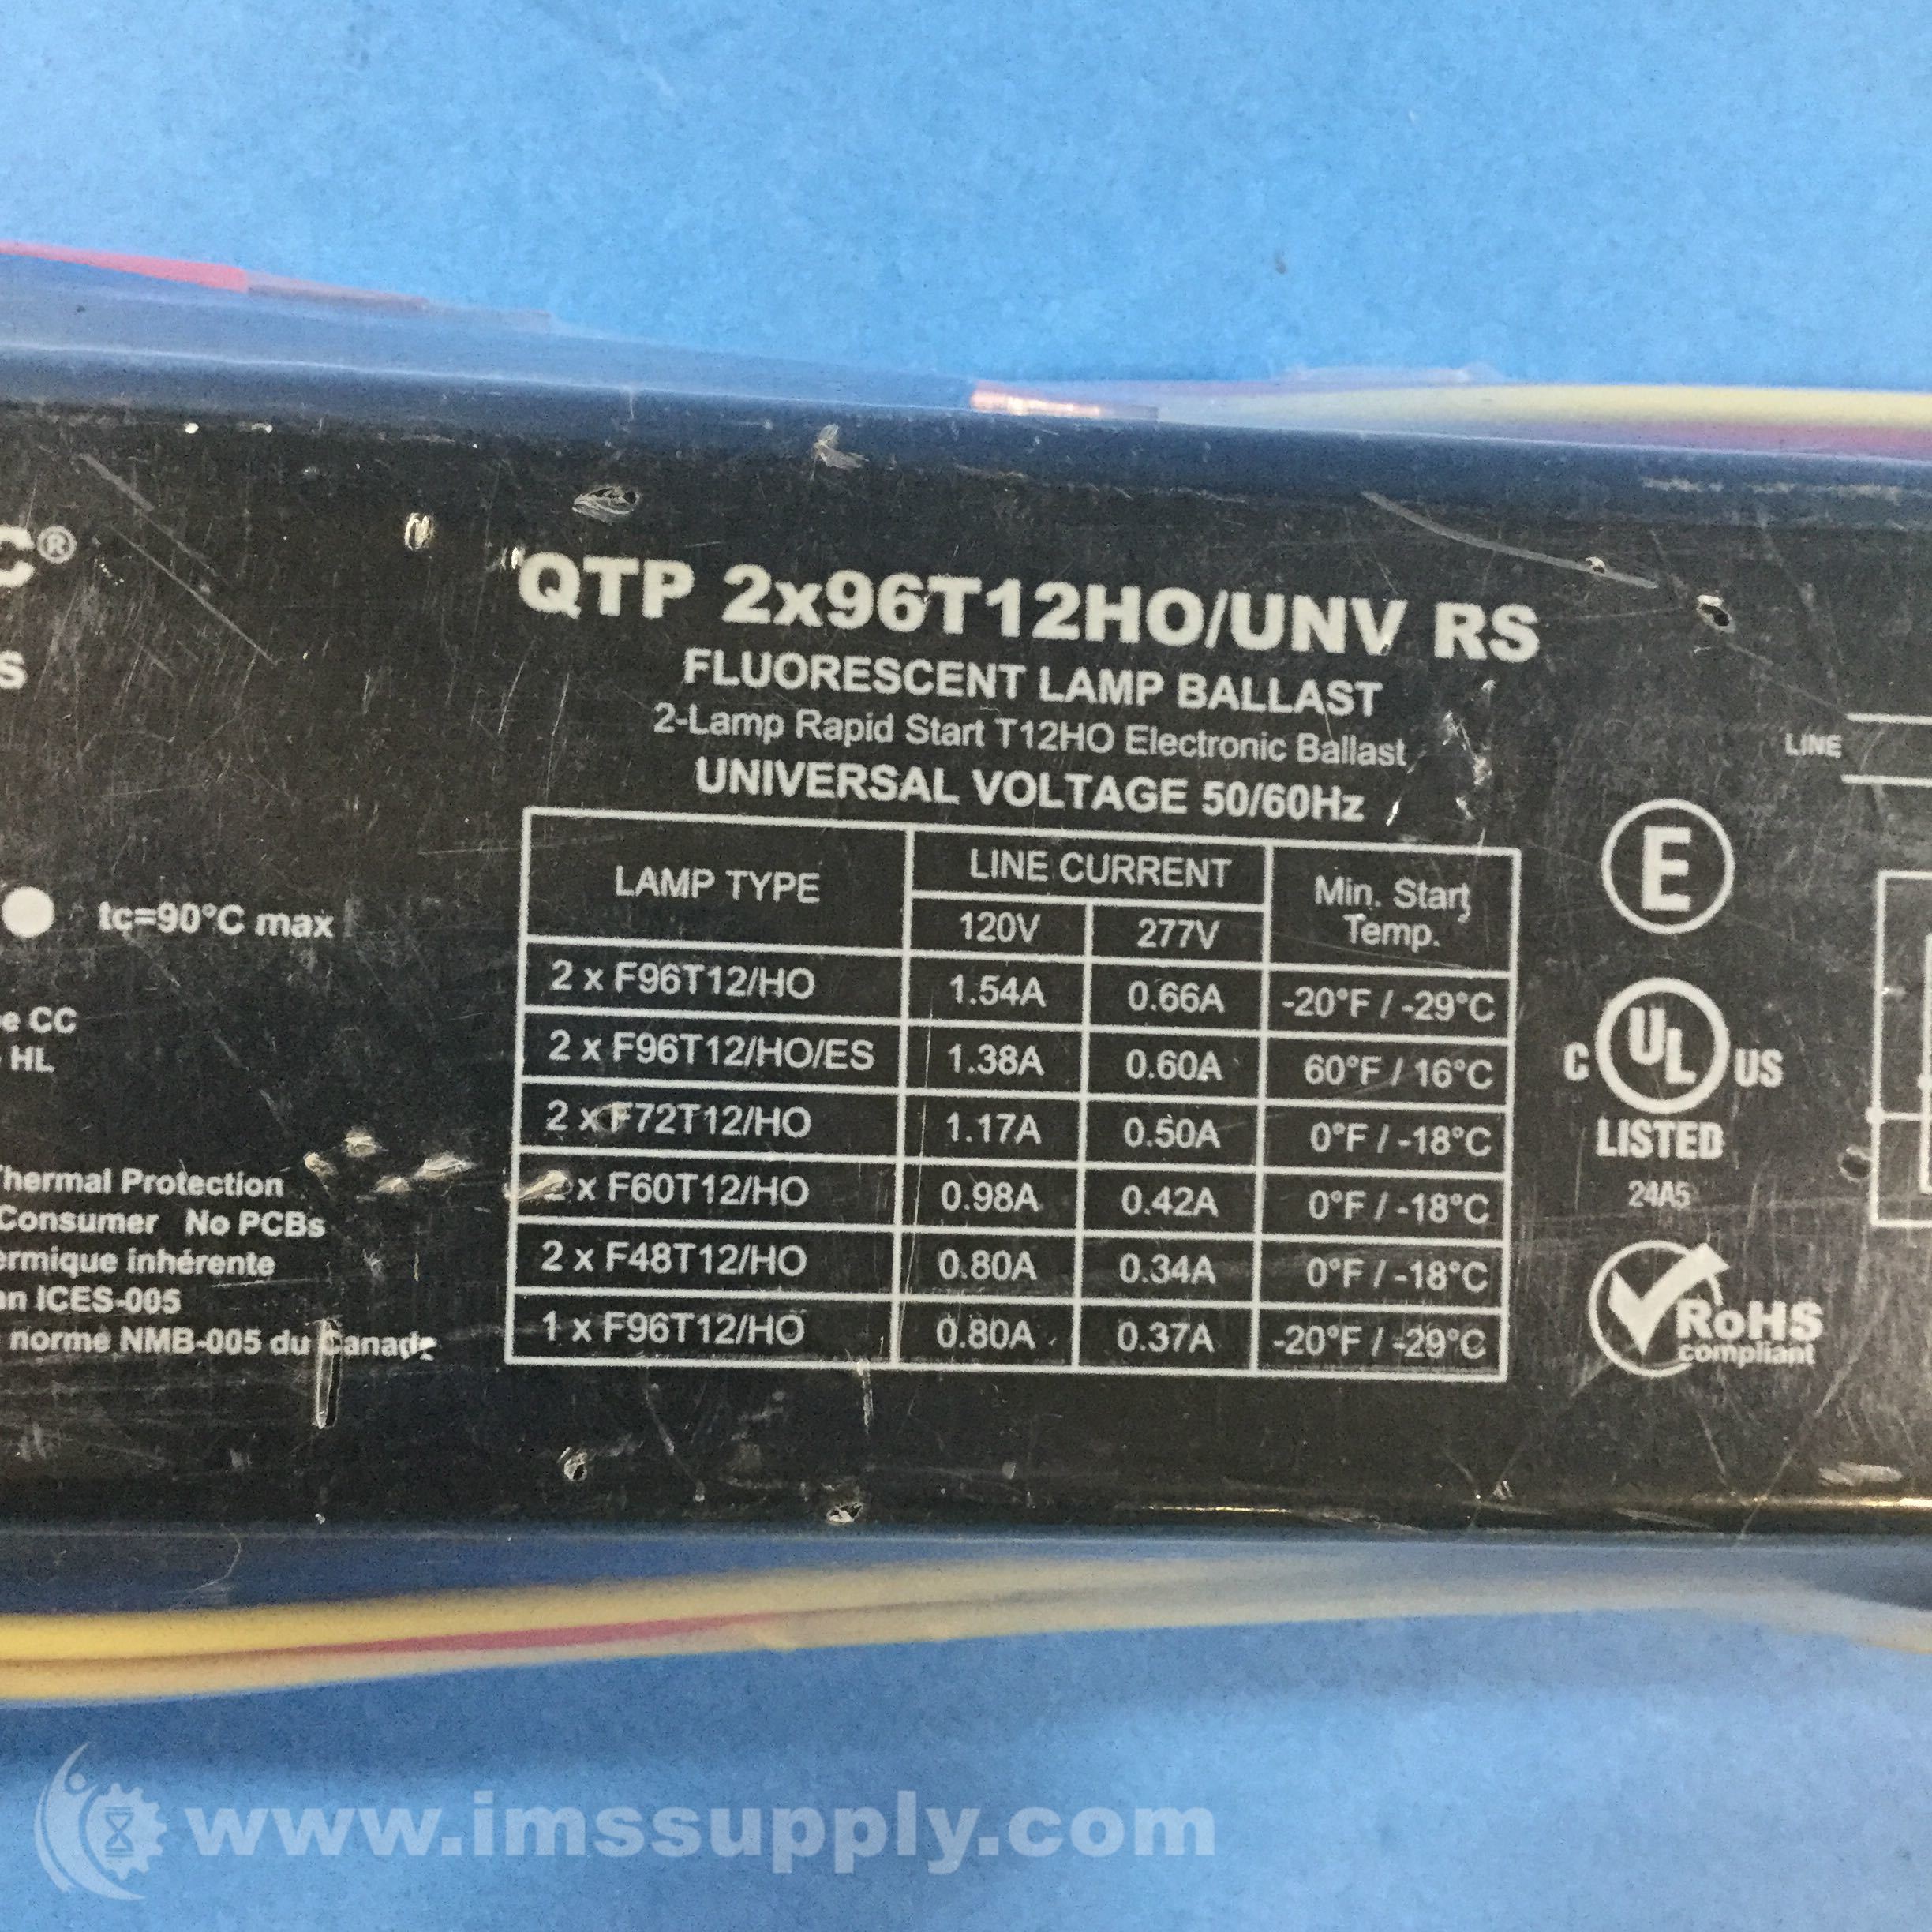 C®
S
tc=90°C max
CC
HL
Thermal Protection
Consumer No PCBs
inhérente
ICES-005
norme NMB-005 du Canada
QTP 2x96T12HO/UNV RS
FLUORESCENT LAMP BALLAST
2-Lamp Rapid Start T12HO Electronic Ballast
UNIVERSAL VOLTAGE 50/60Hz
LAMP TYPE LINE CURRENT Min. Start Temp.
120V 277V
2 x F96T12/HO 1.54A 0.66A -20°F / -29°C
2 x F96T12/HO/ES 1.38A 0.60A 60°F / 16°C
2 x F72T12/HO 1.17A 0.50A 0°F / -18°C
x F60T12/HO 0.98A 0.42A 0°F / -18°C
2 x F48T12/HO 0.80A 0.34A 0°F / -18°C
1 x F96T12/HO 0.80A 0.37A -20°F / -29°C
E
C UL US
LISTED
24A5
RoHS
compliant
LINE
www.imssupply.com